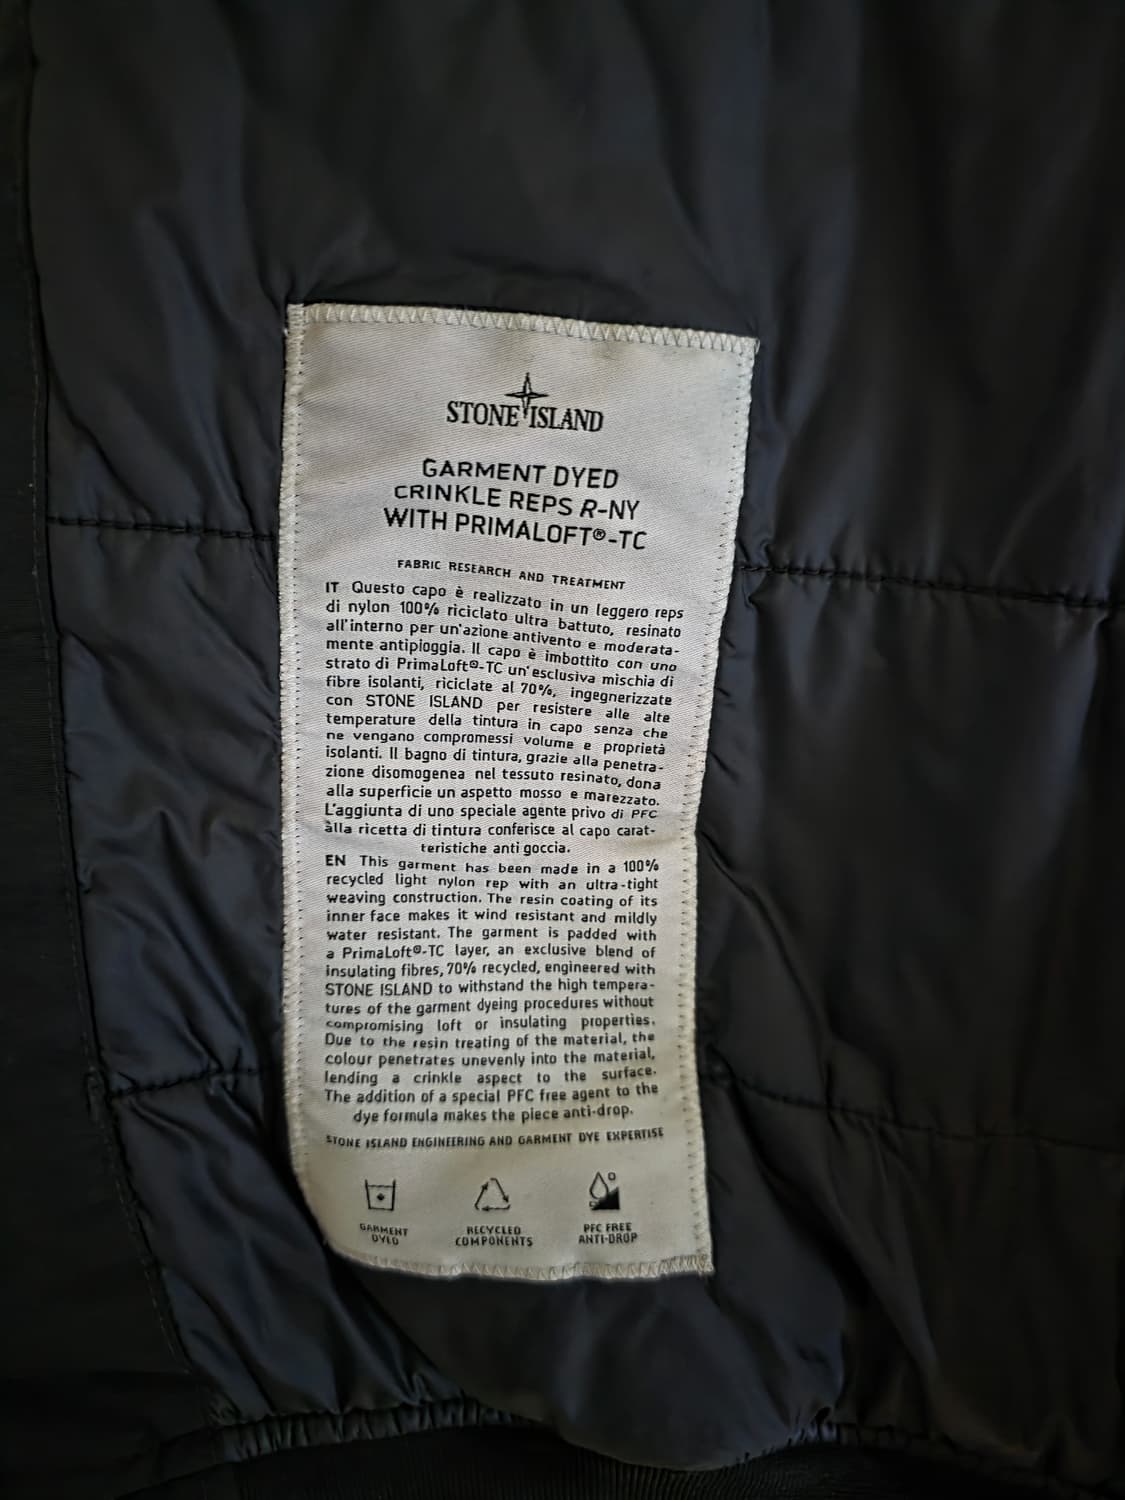 STONE ISLAND
GARMENT DYED
CRINKLE REPS R-NY
WITH PRIMALOFT®-TC
FABRIC RESEARCH AND TREATMENT
IT Questo capo è realizzato in un leggero reps
di nylon 100% riciclato ultra battuto, resinato
all'interno per un'azione antivento e moderata-
mente antipioggia. Il capo è imbottito con uno
strato di PrimaLoft®-TC un'esclusiva mischia di
fibre isolanti, riciclate al 70%, ingegnerizzate
con STONE ISLAND per resistere alle alte
temperature della tintura in capo senza che
ne vengano compromessi volume e proprietà
isolanti. Il bagno di tintura, grazie alla penetra-
zione disomogenea nel tessuto resinato, dona
alla superficie un aspetto mosso e marezzato.
L'aggiunta di uno speciale agente privo di PFC
alla ricetta di tintura conferisce al capo carat-
teristiche anti goccia.
EN This garment has been made in a 100%
recycled light nylon rep with an ultra-tight
weaving construction. The resin coating of its
inner face makes it wind resistant and mildly
water resistant. The garment is padded with
a PrimaLoft®-TC layer, an exclusive blend of
insulating fibres, 70% recycled, engineered with
STONE ISLAND to withstand the high tempera-
tures of the garment dyeing procedures without
compromising loft or insulating properties.
Due to the resin treating of the material, the
colour penetrates unevenly into the material,
lending a crinkle aspect to the surface.
The addition of a special PFC free agent to the
dye formula makes the piece anti-drop.
STONE ISLAND ENGINEERING AND GARMENT DYE EXPERTISE
GARMENT
DYED
RECYCLED
COMPONENTS
PFC FREE
ANTI-DROP